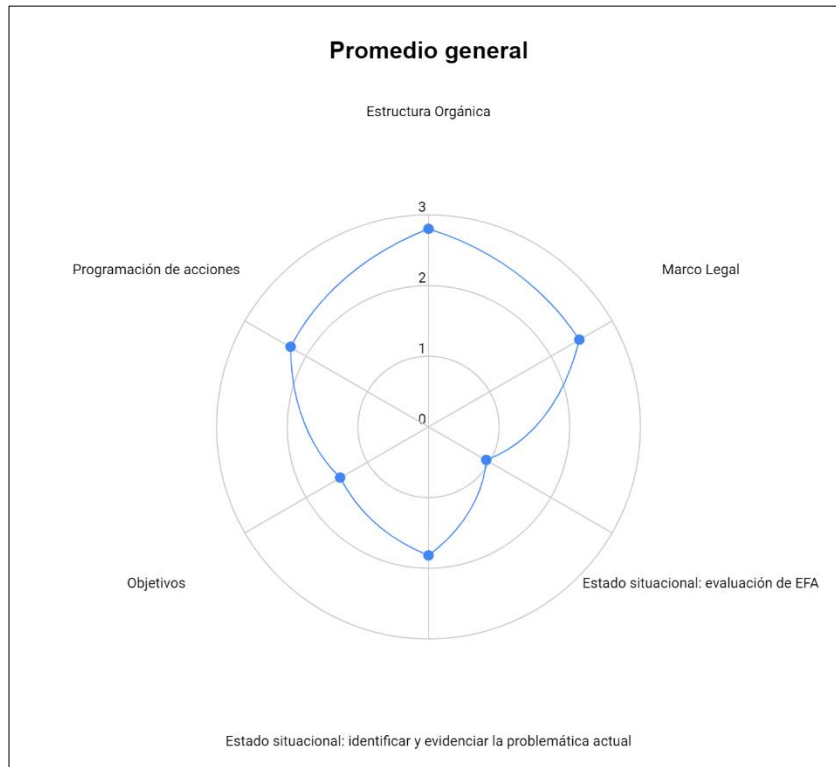 Promedio general
Estructura Orgánica
3
Programación de acciones
Marco Legal
2
1
0
Objetivos
Estado situacional: evaluación de EFA
Estado situacional: identificar y evidenciar la problemática actual